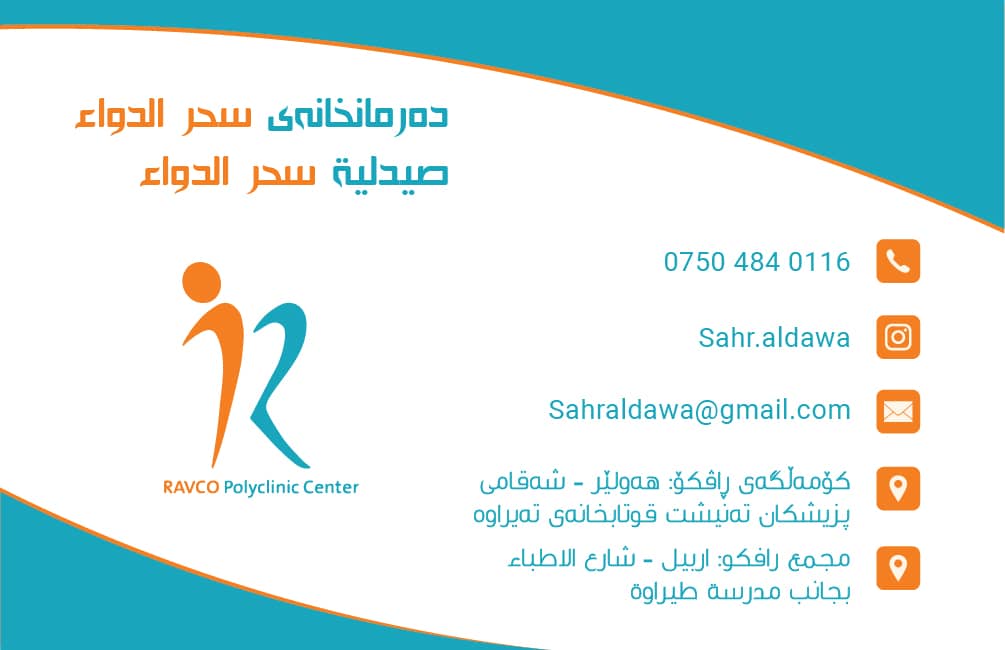 دەرمانخانەی سحر الدواء
صيدلية سحر الدواء
RAVCO Polyclinic Center
0750 484 0116
Sahr.aldawa
Sahraldawa@gmail.com
کۆمەڵگەی ڕاڤکۆ: هەولێر - شەقامی
پزیشکان تەنیشت قوتابخانەی تەیراوە
مجمع رافكو: اربيل - شارع الاطباء
بجانب مدرسة طيراوة